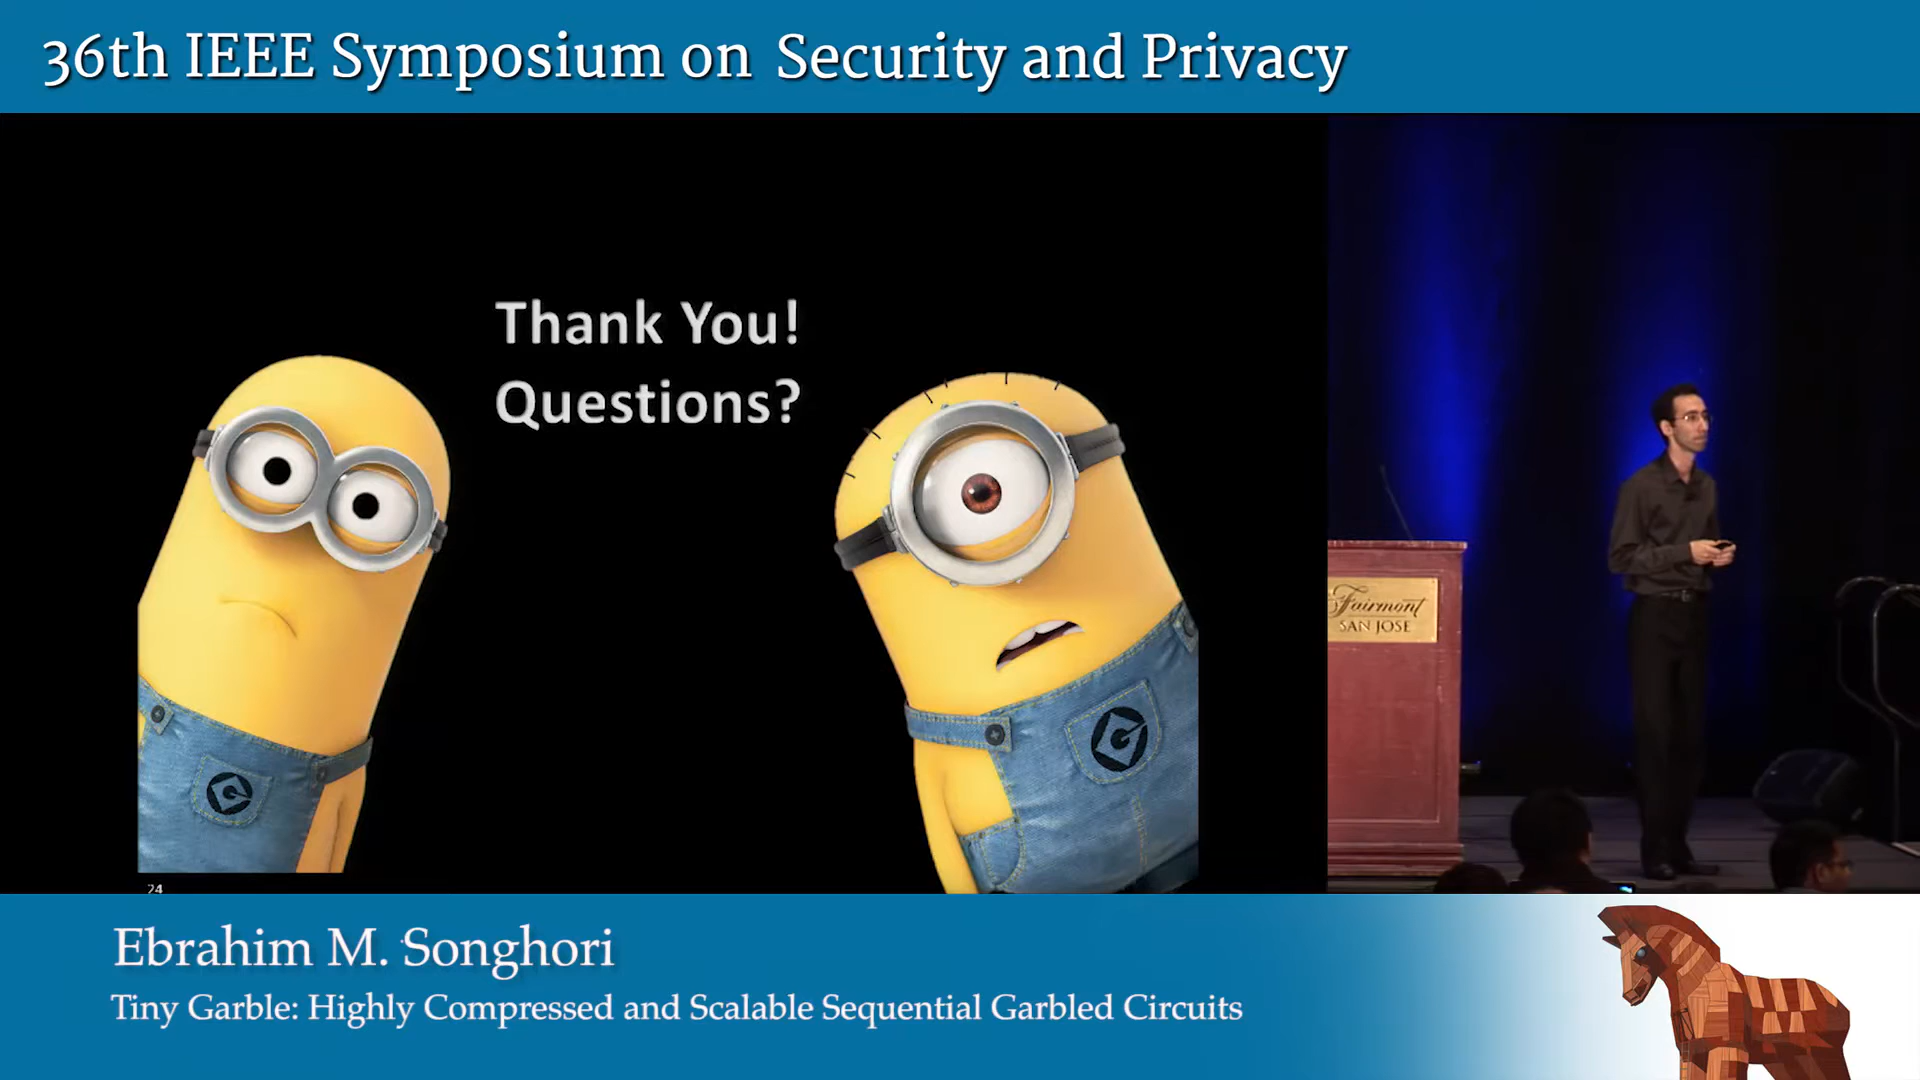 36th IEEE Symposium on Security and Privacy
Thank You!
Questions?
Fairmont
SAN JOSE
24
Ebrahim M. Songhori
Tiny Garble: Highly Compressed and Scalable Sequential Garbled Circuits